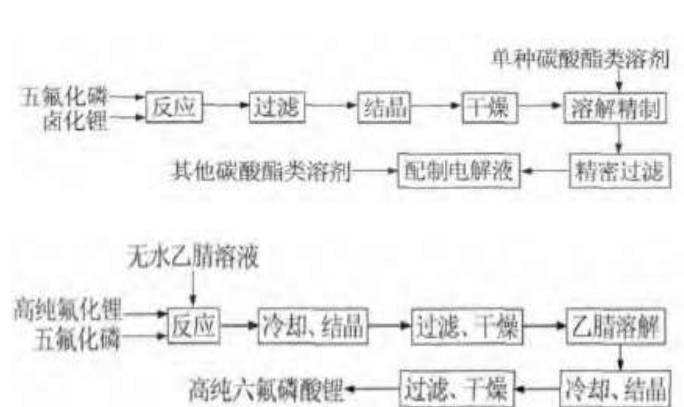 单种碳酸酯类溶剂
五氟化磷
卤化锂
反应
过滤
结晶
干燥
溶解精制
其他碳酸酯类溶剂
配制电解液
精密过滤
无水乙腈溶液
高纯氟化锂
五氟化磷
反应
冷却、结晶
过滤、干燥
乙腈溶解
高纯六氟磷酸锂
过滤、干燥
冷却、结晶